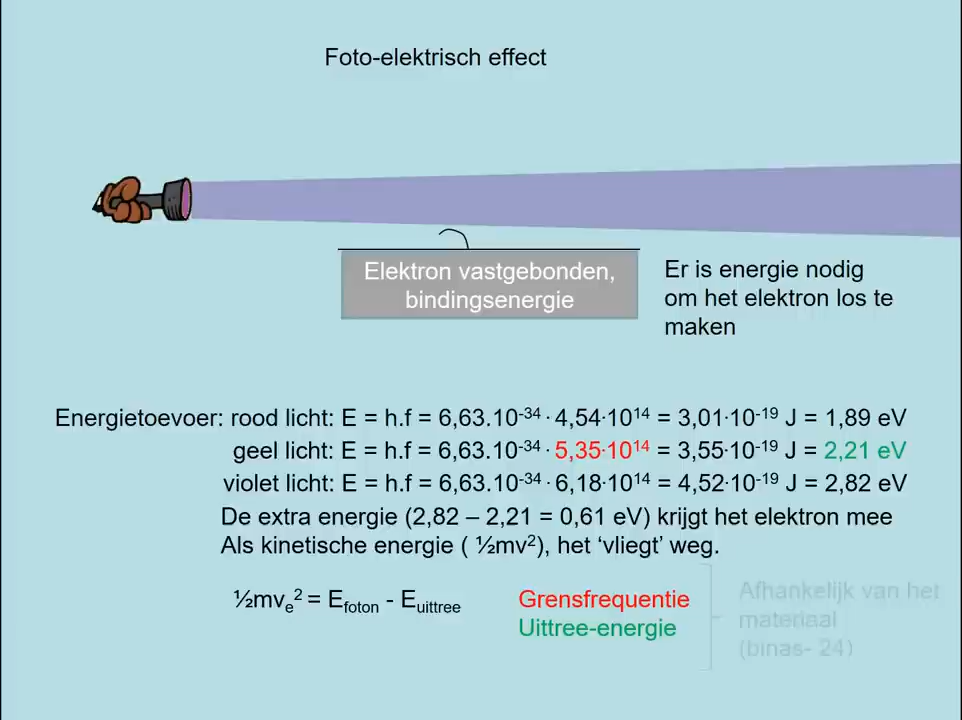 Foto-elektrisch effect
Elektron vastgebonden,
bindingsenergie
Er is energie nodig
om het elektron los te
maken
Energietoevoer: rood licht: E = h.f = 6,63.10⁻³⁴ · 4,54·10¹⁴ = 3,01·10⁻¹⁹ J = 1,89 eV
geel licht: E = h.f = 6,63.10⁻³⁴ · 5,35·10¹⁴ = 3,55·10⁻¹⁹ J = 2,21 eV
violet licht: E = h.f = 6,63.10⁻³⁴ · 6,18·10¹⁴ = 4,52·10⁻¹⁹ J = 2,82 eV
De extra energie (2,82 – 2,21 = 0,61 eV) krijgt het elektron mee
Als kinetische energie ( ½mv²), het ‘vliegt’ weg.
½mvₑ² = E_foton - E_uittree
Grensfrequentie
Uittree-energie
Afhankelijk van het
materiaal
(binas- 24)